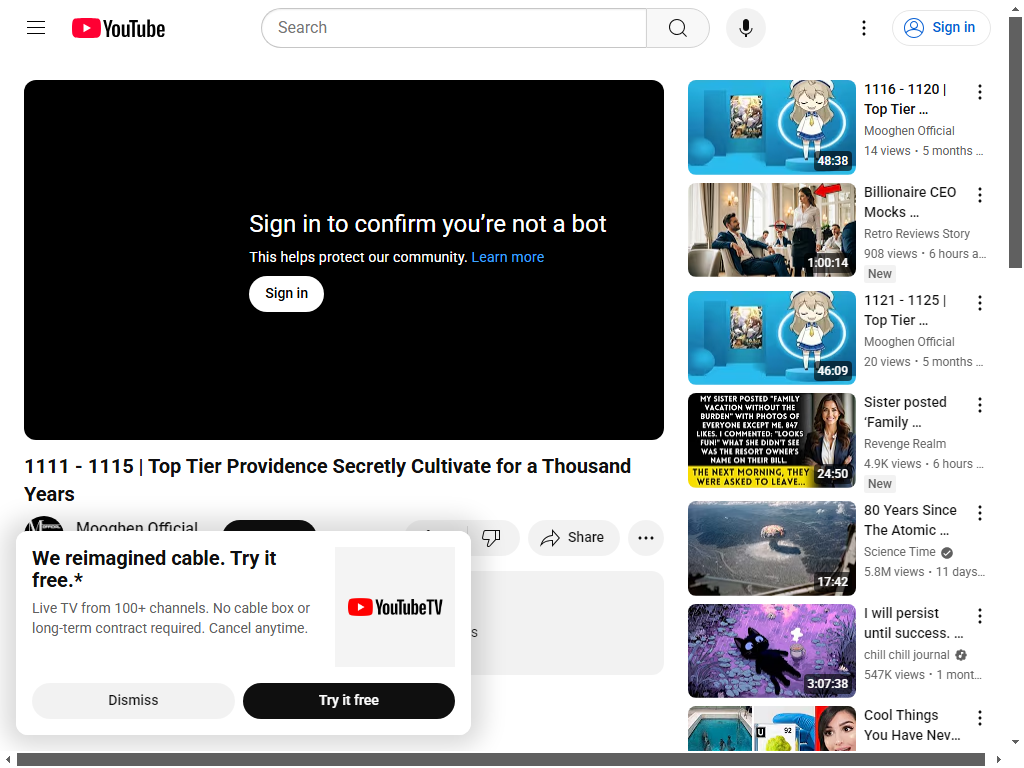 YouTube
Search
Sign in
Sign in to confirm you’re not a bot
This helps protect our community. Learn more
Sign in
1111 - 1115 | Top Tier Providence Secretly Cultivate for a Thousand
Years
Mooghen Official
Share
We reimagined cable. Try it
free.*
Live TV from 100+ channels. No cable box or
long-term contract required. Cancel anytime.
YouTubeTV
Dismiss
Try it free
48:38
1116 - 1120 |
Top Tier ...
Mooghen Official
14 views • 5 months ...
1:00:14
Billionaire CEO
Mocks ...
Retro Reviews Story
908 views • 6 hours a...
New
46:09
1121 - 1125 |
Top Tier ...
Mooghen Official
20 views • 5 months ...
MY SISTER POSTED "FAMILY
VACATION WITHOUT THE
BURDEN" WITH PHOTOS OF
EVERYONE EXCEPT ME. 847
LIKES. I COMMENTED: "LOOKS
FUN!" WHAT SHE DIDN'T SEE
WAS THE RESORT OWNER'S
NAME ON THEIR BILL.
THE NEXT MORNING, THEY
WERE ASKED TO LEAVE...
24:50
Sister posted
‘Family ...
Revenge Realm
4.9K views • 6 hours ...
New
17:42
80 Years Since
The Atomic ...
Science Time
5.8M views • 11 days...
3:07:38
I will persist
until success. ...
chill chill journal
547K views • 1 mont...
U 92
Cool Things
You Have Nev...